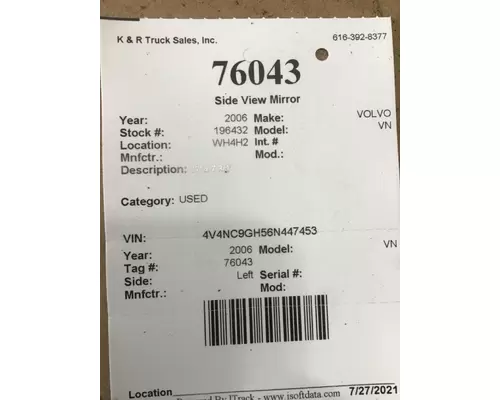 K & R Truck Sales, Inc. 616-392-8377
76043
Side View Mirror
Year: 2006 Make: VOLVO
Stock #: 196432 Model: VN
Location: WH4H2 Int. #
Mnfctr.: Mod.:
Description:
Category: USED
VIN: 4V4NC9GH56N447453
Year: 2006 Model: VN
Tag #: 76043
Side: Left Serial #:
Mnfctr.: Mod:
Location
Powered By ITrack - www.isoftdata.com 7/27/2021